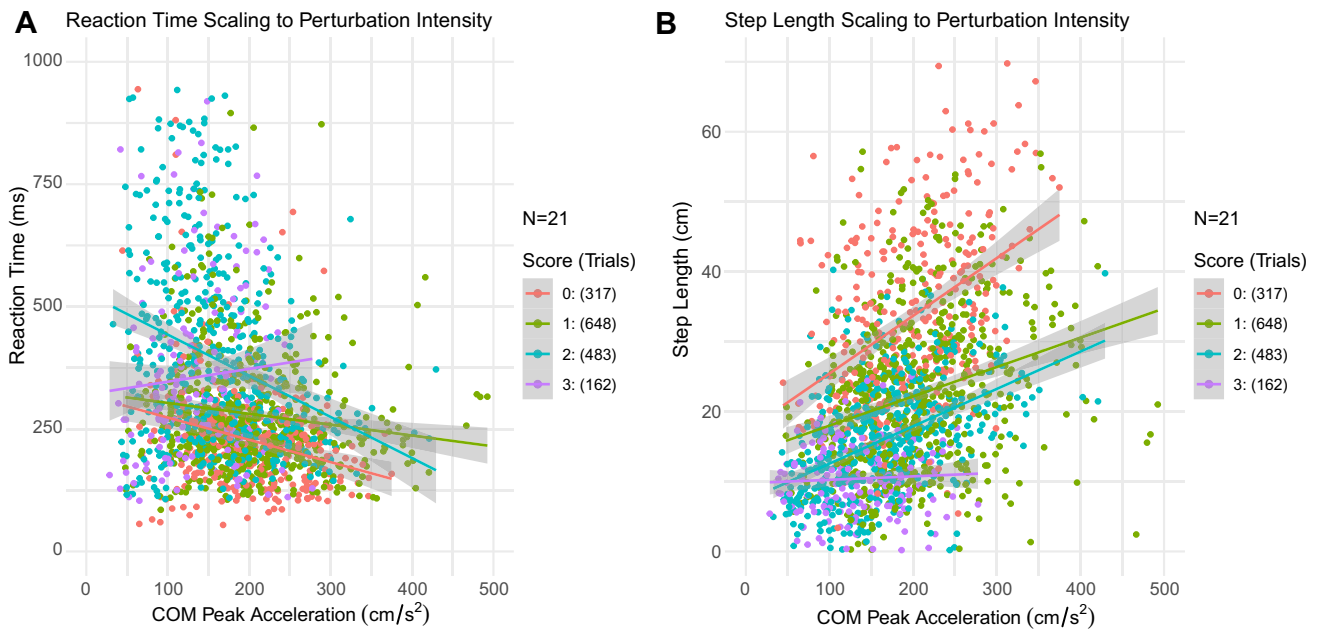 A Reaction Time Scaling to Perturbation Intensity
1000
750
500
250
0
Reaction Time (ms)
0 100 200 300 400 500
COM Peak Acceleration (cm/s²)
N=21
Score (Trials)
0: (317)
1: (648)
2: (483)
3: (162)
B Step Length Scaling to Perturbation Intensity
60
40
20
0
Step Length (cm)
0 100 200 300 400 500
COM Peak Acceleration (cm/s²)
N=21
Score (Trials)
0: (317)
1: (648)
2: (483)
3: (162)